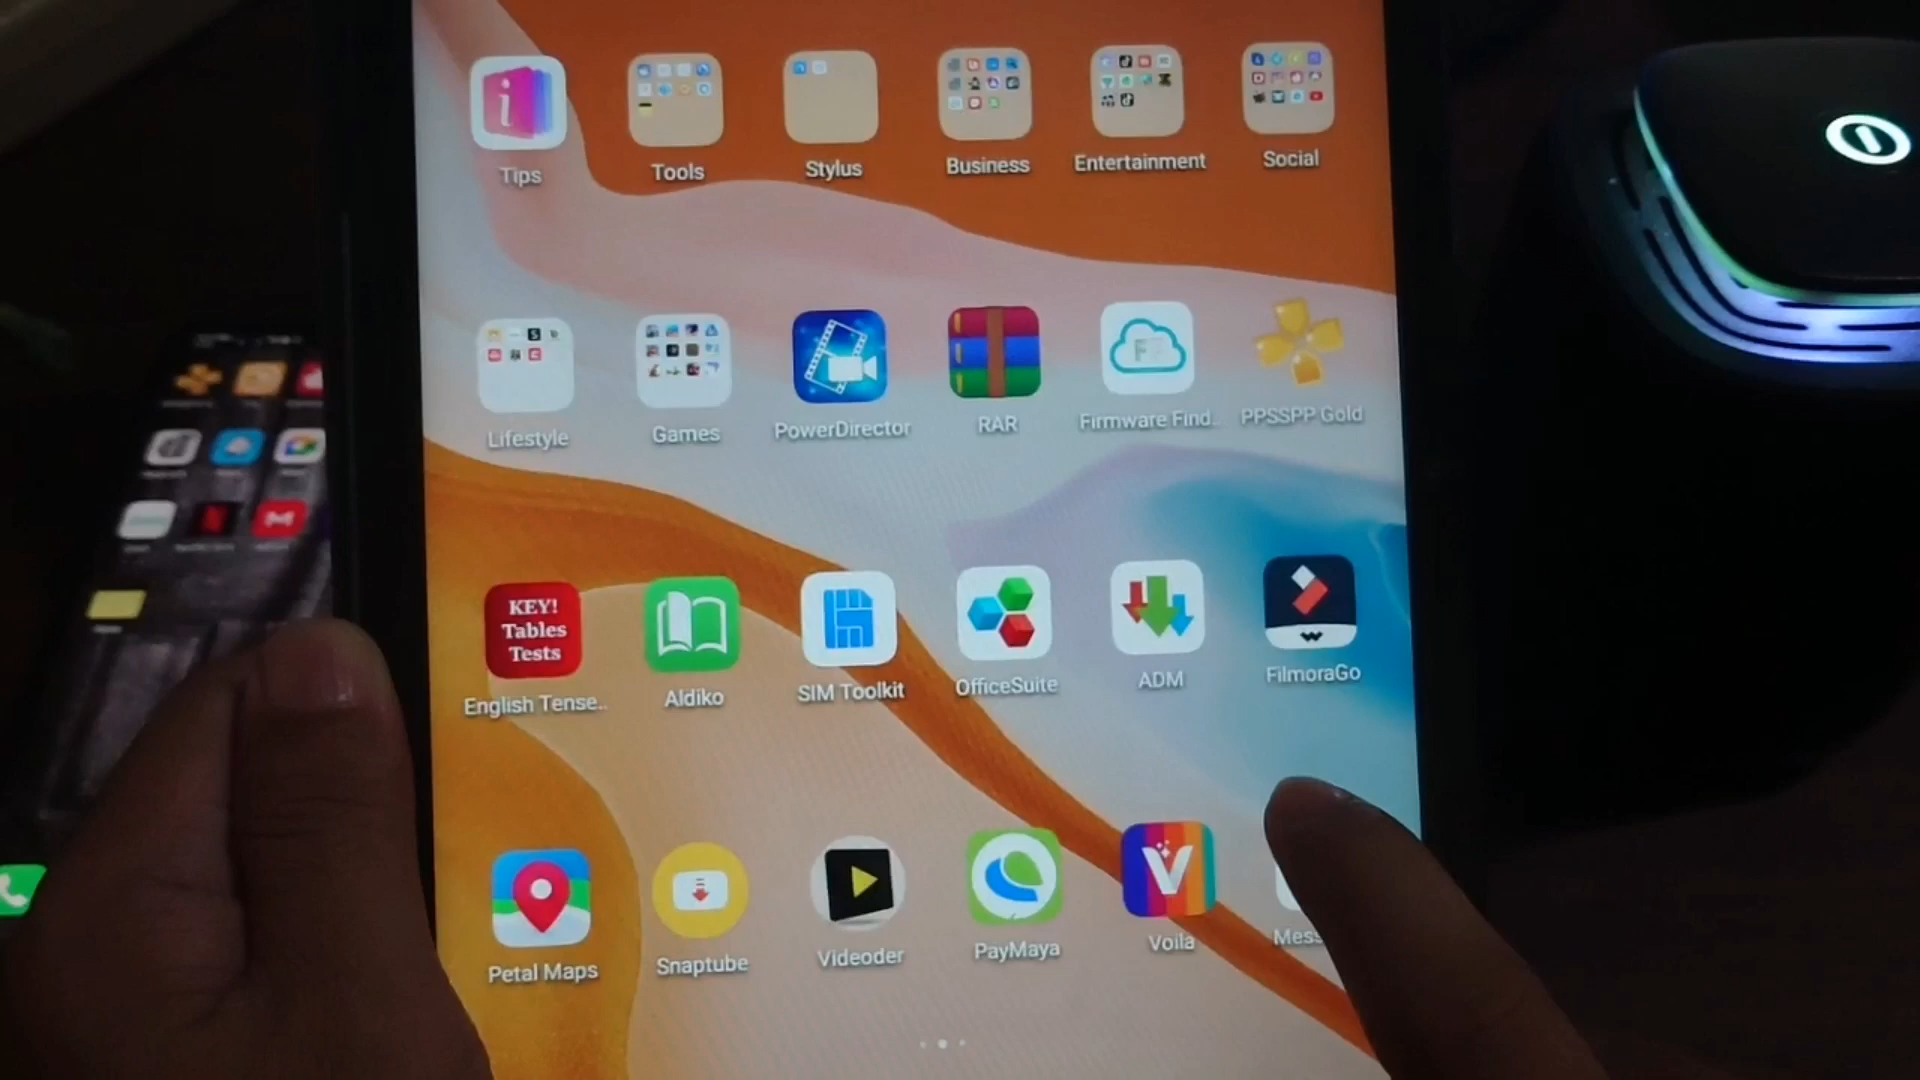 Tips
Tools
Stylus
Business
Entertainment
Social
Lifestyle
Games
PowerDirector
RAR
Firmware Find..
PPSSPP Gold
KEY!
Tables
Tests
English Tense..
Aldiko
SIM Toolkit
OfficeSuite
ADM
FilmoraGo
Petal Maps
Snaptube
Videoder
PayMaya
Voila
Mess